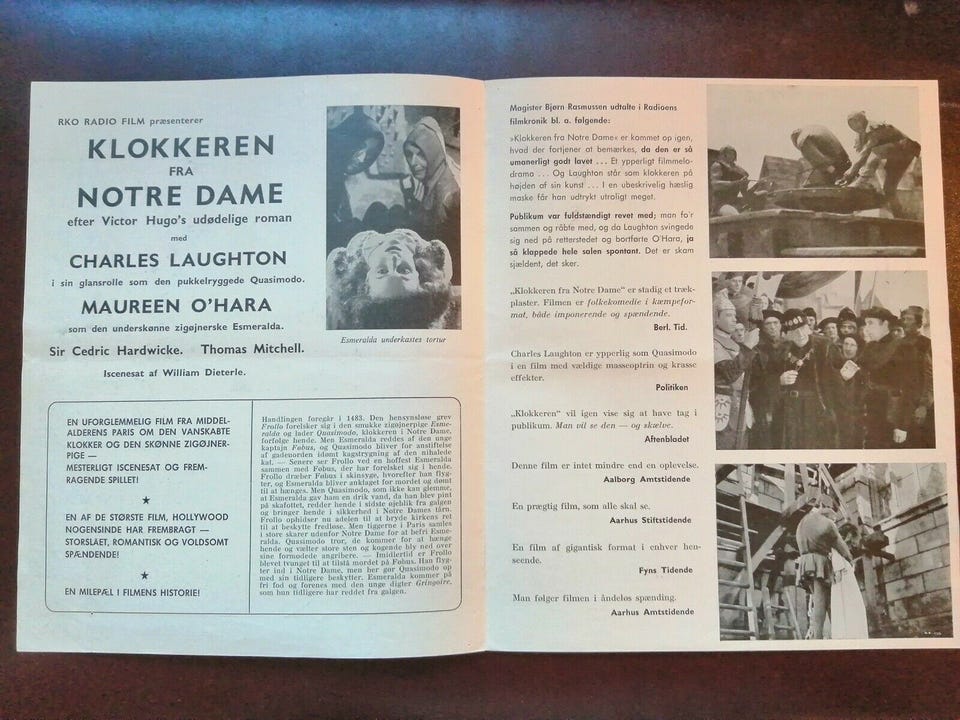 RKO RADIO FILM præsenterer
KLOKKEREN
FRA
NOTRE DAME
efter Victor Hugo's udødelige roman
med
CHARLES LAUGHTON
i sin glansrolle som den pukkelryggede Quasimodo.
MAUREEN O'HARA
som den underskønne zigøjnerske Esmeralda.
Sir Cedric Hardwicke. Thomas Mitchell.
Iscenesat af William Dieterle.
Esmeralda underkastes tortur
EN UFORGLEMMELIG FILM FRA MIDDEL-
ALDERENS PARIS OM DEN VANSKABTE
KLOKKER OG DEN SKØNNE ZIGØJNER-
PIGE —
MESTERLIGT ISCENESAT OG FREM-
RAGENDE SPILLET!
★
EN AF DE STØRSTE FILM, HOLLYWOOD
NOGENSINDE HAR FREMBRAGT —
STORSLAET, ROMANTISK OG VOLDSOMT
SPÆNDENDE!
★
EN MILEPÆL I FILMENS HISTORIE!
Handlingen foregår i 1483. Den hensynsløse grev
Frollo forelsker sig i den smukke zigøjnerpige Esme-
ralda og lader Quasimodo, klokkeren i Notre Dame,
forfølge hende. Men Esmeralda reddes af den unge
kaptajn Føbus, og Quasimodo bliver for anstiftelse
af gadeuorden idømt kagstrygning af den nihalede
kat. — Senere ser Frollo ved en hoffest Esmeralda
sammen med Føbus, der har forelsket sig i hende.
Frollo dræber Føbus i skinsyge, hvorefter han flyg-
ter, og Esmeralda bliver anklaget for mordet og dømt
til at hænges. Men Quasimodo, som ikke kan glemme,
at Esmeralda gav ham en drik vand, da han blev pint
på skafottet, redder hende i sidste øjeblik fra galgen
og bringer hende i sikkerhed i Notre Dames tårn.
Frollo ophidser nu adelen til at bryde kirkens ret
til at beskytte fredløse. Men tiggerne i Paris samles
i store skarer udenfor Notre Dame for at befri Esme-
ralda. Quasimodo tror, de kommer for at hænge
hende og vælter store sten og kogende bly ned over
sine formodede angribere. — Imidlertid er Frollo
blevet tvunget til at tilstå mordet på Føbus. Han flyg-
ter ind i Notre Dame, men her gør Quasimodo op
med sin tidligere beskytter. Esmeralda kommer på
fri fod og forenes med den unge digter Gringoire,
som hun tidligere har reddet fra galgen.
Magister Bjørn Rasmussen udtalte i Radioens
filmkronik bl. a. følgende:
»Klokkeren fra Notre Dame« er kommet op igen,
hvad der fortjener at bemærkes, da den er så
umanerligt godt lavet . . . Et ypperligt filmmelo-
drama . . . Og Laughton står som klokkeren på
højden af sin kunst . . . I en ubeskrivelig hæslig
maske får han udtrykt utroligt meget.
Publikum var fuldstændigt revet med; man fo'r
sammen og råbte med, og da Laughton svingede
sig ned på retterstedet og bortførte O'Hara, ja
så klappede hele salen spontant. Det er skam
sjældent, det sker.
„Klokkeren fra Notre Dame" er stadig et træk-
plaster. Filmen er folkekomedie i kæmpefor-
mat, både imponerende og spændende.
Berl. Tid.
Charles Laughton er ypperlig som Quasimodo
i en film med vældige masseoptrin og krasse
effekter.
Politiken
„Klokkeren" vil igen vise sig at have tag i
publikum. Man vil se den — og skælve.
Aftenbladet
Denne film er intet mindre end en oplevelse.
Aalborg Amtstidende
En prægtig film, som alle skal se.
Aarhus Stiftstidende
En film af gigantisk format i enhver hen-
seende.
Fyns Tidende
Man følger filmen i åndeløs spænding.
Aarhus Amtstidende